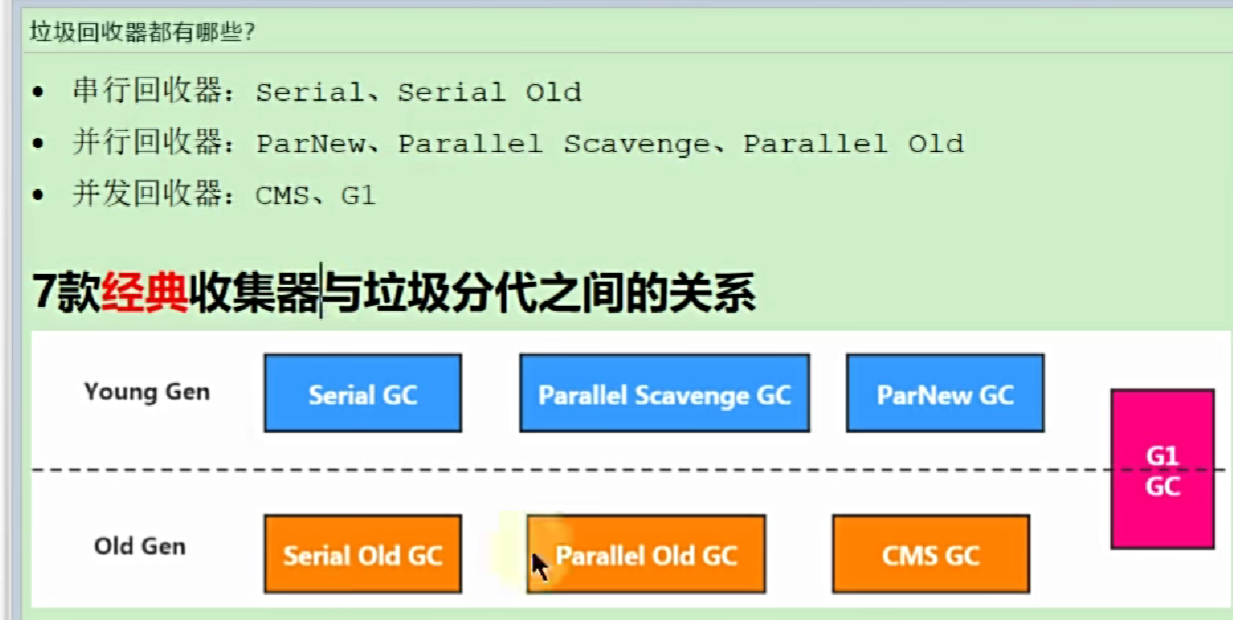 垃圾回收器都有哪些?
• 串行回收器：Serial、Serial Old
• 并行回收器：ParNew、Parallel Scavenge、Parallel Old
• 并发回收器：CMS、G1
7款经典收集器与垃圾分代之间的关系
Young Gen
Serial GC
Parallel Scavenge GC
ParNew GC
G1
GC
Old Gen
Serial Old GC
Parallel Old GC
CMS GC